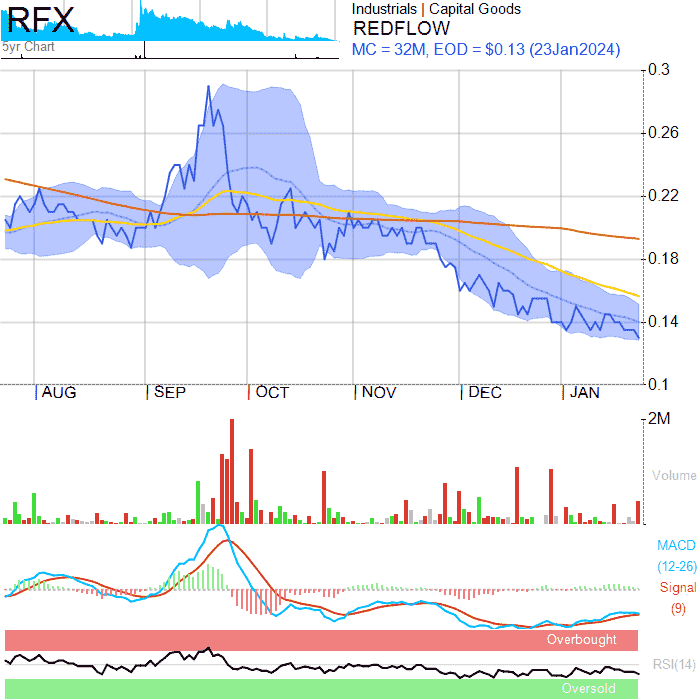 RFX
5yr Chart
Industrials | Capital Goods
REDFLOW
MC = 32M, EOD = $0.13 (23Jan2024)
0.3
0.26
0.22
0.18
0.14
0.1
AUG SEP OCT NOV DEC JAN
2M
Volume
MACD
(12-26)
Signal
(9)
Overbought
RSI(14)
Oversold